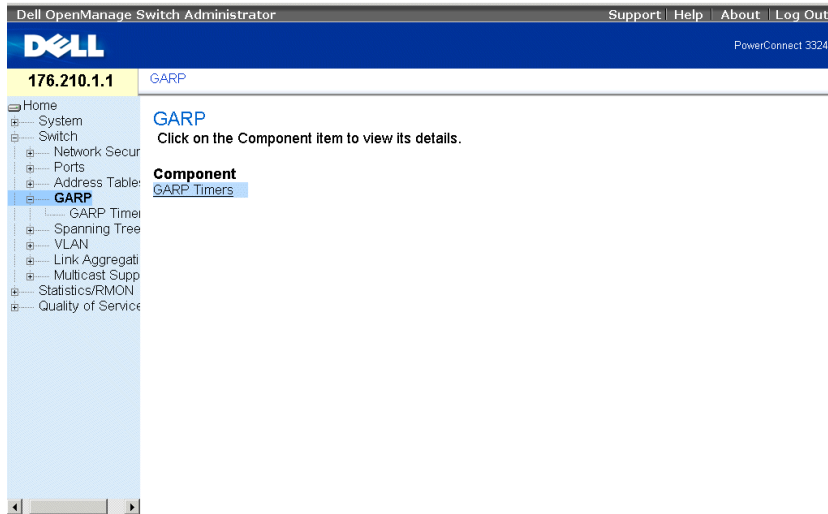 Dell OpenManage Switch Administrator
Support Help About Log Out
DELL
PowerConnect 3324
176.210.1.1
GARP
Home
System
Switch
Network Secur
Ports
Address Table
GARP
GARP Timer
Spanning Tree
VLAN
Link Aggregati
Multicast Supp
Statistics/RMON
Quality of Service
GARP
Click on the Component item to view its details.
Component
GARP Timers